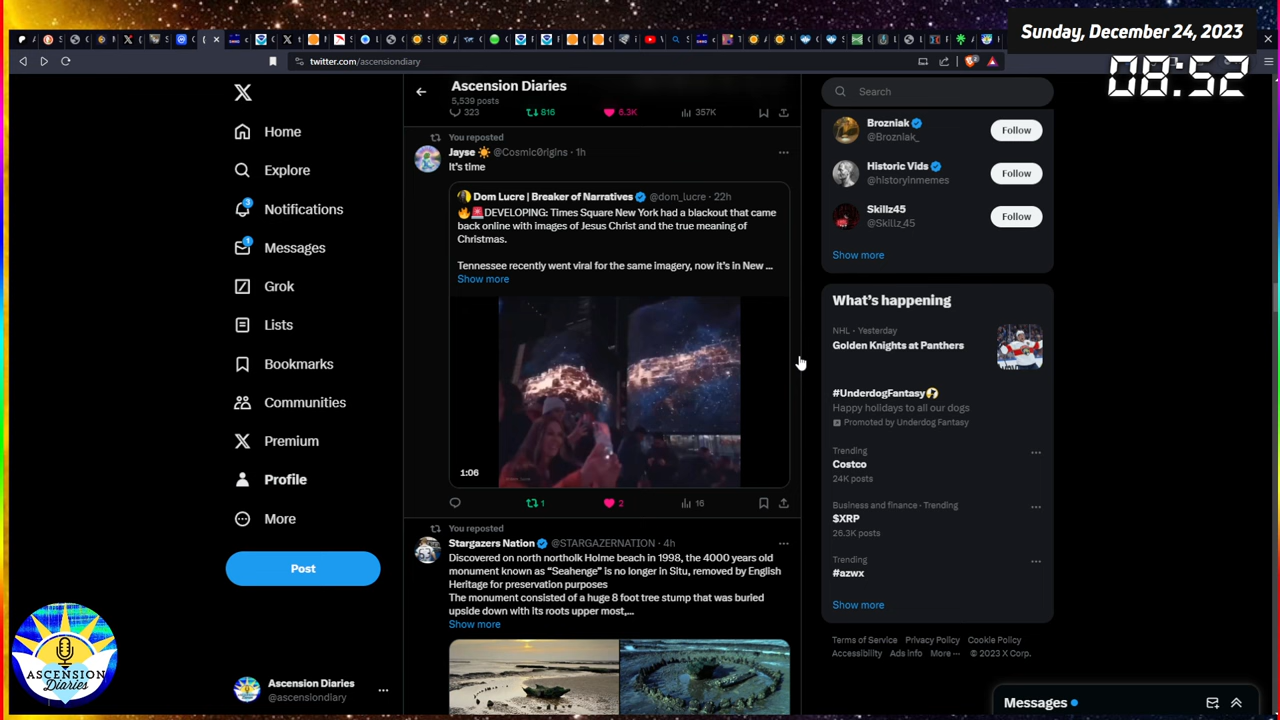 Sunday, December 24, 2023
08:52
twitter.com/ascensiondiary
Ascension Diaries
5,539 posts
323
816
6.3K
357K
Home
Explore
3
Notifications
1
Messages
Grok
Lists
Bookmarks
Communities
Premium
Profile
More
Post
Ascension Diaries
@ascensiondiary
ASCENSION
Diaries
You reposted
Jayse @Cosmic0rigins · 1h
It's time
Dom Lucre | Breaker of Narratives @dom_lucre · 22h
DEVELOPING: Times Square New York had a blackout that came
back online with images of Jesus Christ and the true meaning of
Christmas.
Tennessee recently went viral for the same imagery, now it's in New ...
Show more
1:06
1
2
16
You reposted
Stargazers Nation @STARGAZERNATION · 4h
Discovered on north northolk Holme beach in 1998, the 4000 years old
monument known as "Seahenge" is no longer in Situ, removed by English
Heritage for preservation purposes
The monument consisted of a huge 8 foot tree stump that was buried
upside down with its roots upper most,...
Show more
Search
Brozniak
@Brozniak_
Follow
Historic Vids
@historyinmemes
Follow
Skillz45
@Skillz_45
Follow
Show more
What's happening
NHL · Yesterday
Golden Knights at Panthers
#UnderdogFantasy
Happy holidays to all our dogs
Promoted by Underdog Fantasy
Trending
Costco
24K posts
Business and finance · Trending
$XRP
26.3K posts
Trending
#azwx
Show more
Terms of Service Privacy Policy Cookie Policy
Accessibility Ads info More ··· © 2023 X Corp.
Messages